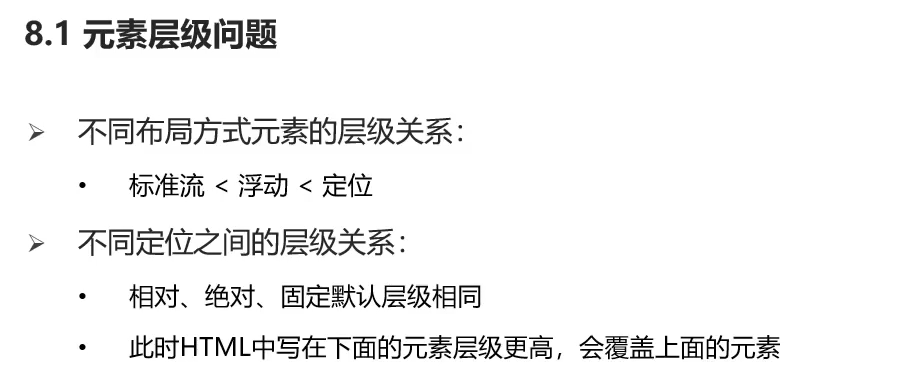 8.1 元素层级问题
➢ 不同布局方式元素的层级关系：
• 标准流 < 浮动 < 定位
➢ 不同定位之间的层级关系：
• 相对、绝对、固定默认层级相同
• 此时HTML中写在下面的元素层级更高，会覆盖上面的元素